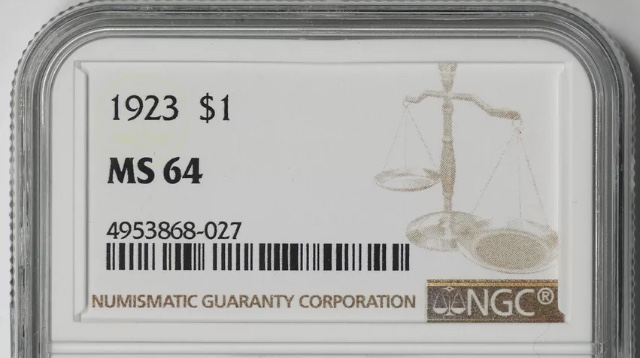 1923 $1
MS 64
4953868-027
NUMISMATIC GUARANTY CORPORATION NGC®